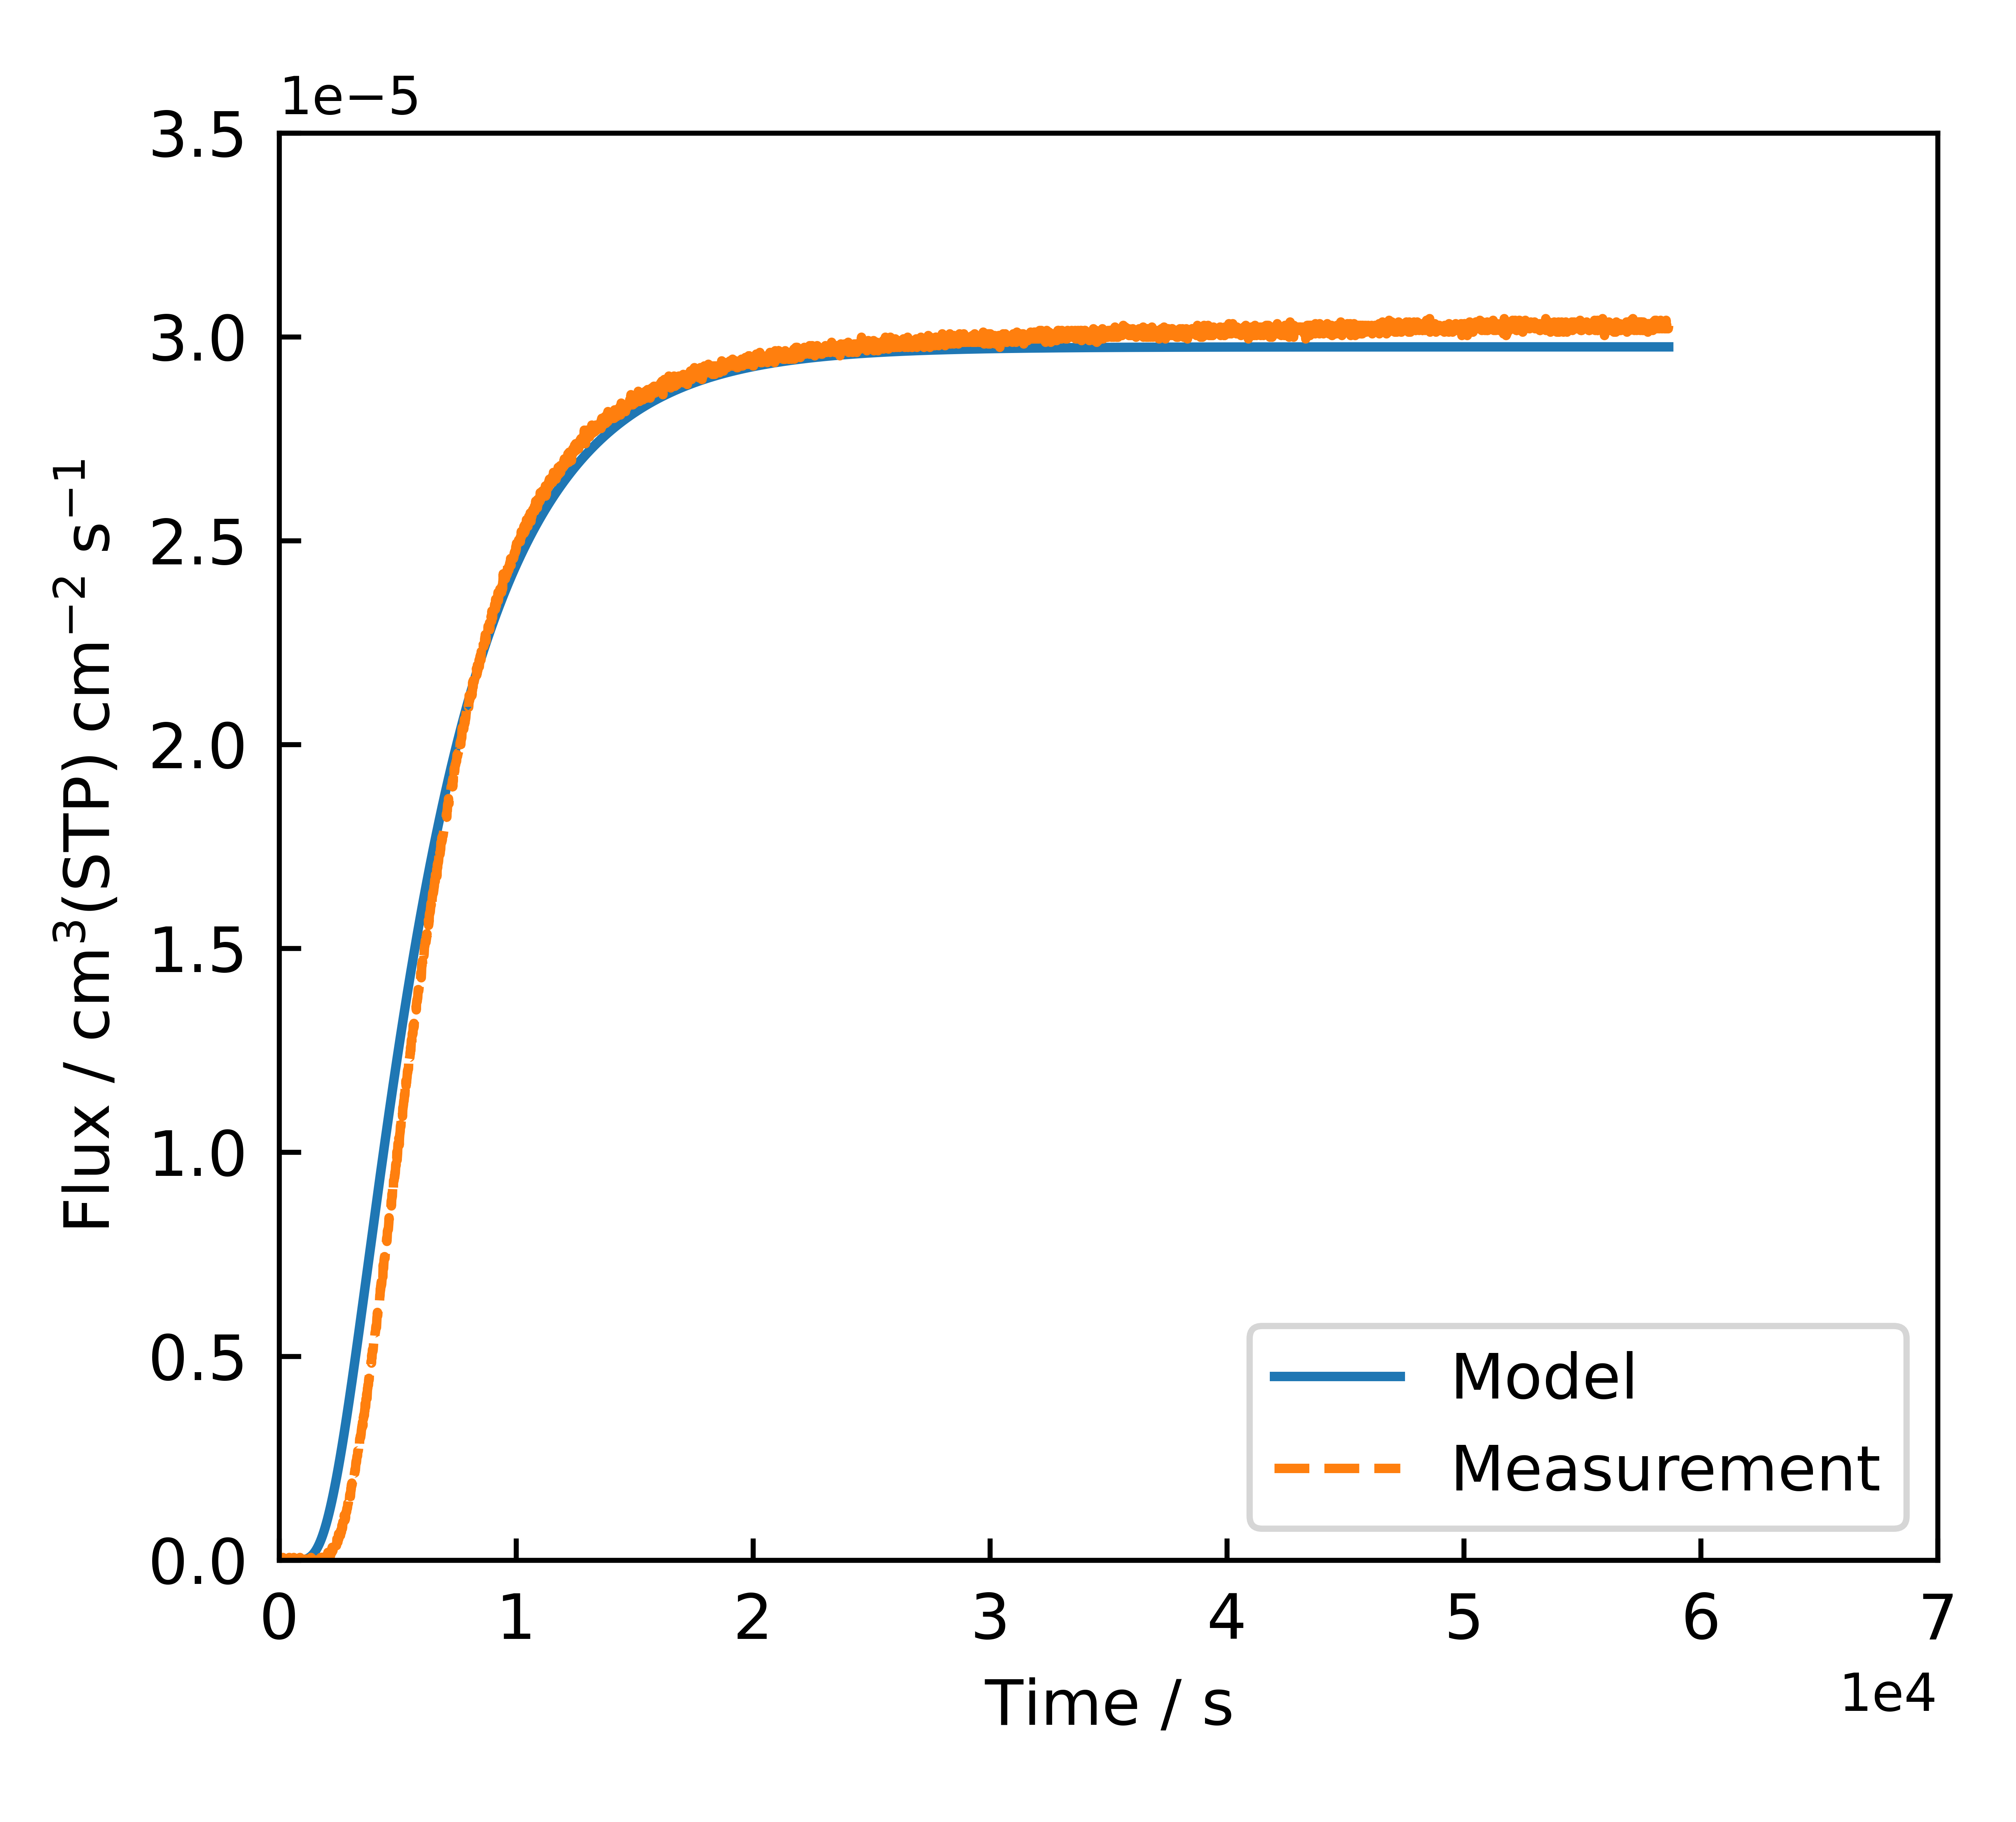 1e−5
3.5
3.0
2.5
2.0
1.5
1.0
0.5
0.0
Flux / cm³(STP) cm⁻² s⁻¹
0 1 2 3 4 5 6 7
Time / s
1e4
Model
Measurement